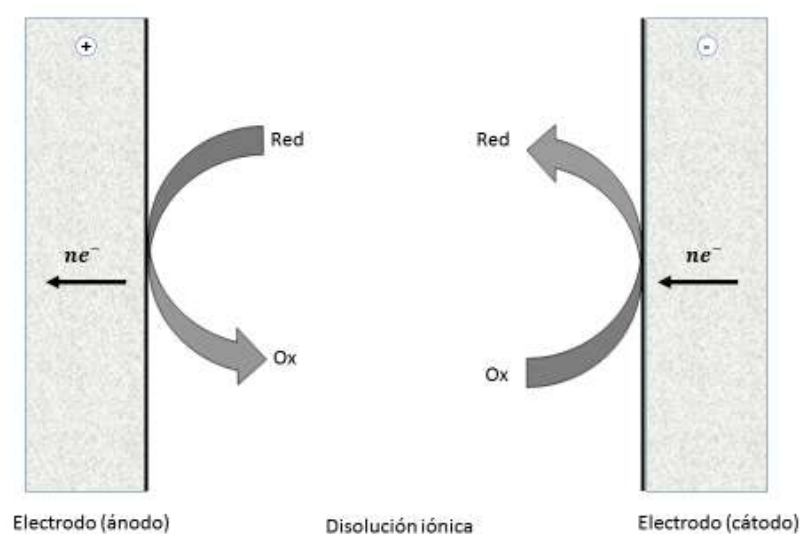 +
-
Red
Red
ne⁻
ne⁻
Ox
Ox
Electrodo (ánodo)
Disolución iónica
Electrodo (cátodo)